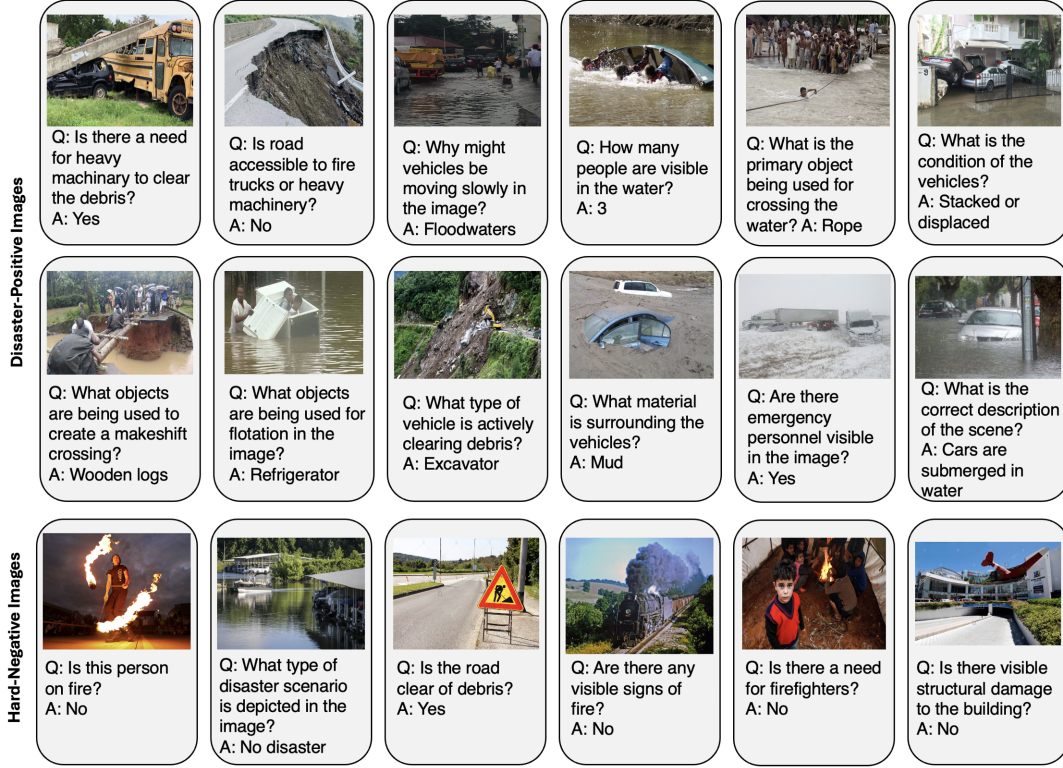 Disaster-Positive Images
Q: Is there a need
for heavy
machinery to clear
the debris?
A: Yes
Q: Is road
accessible to fire
trucks or heavy
machinery?
A: No
Q: Why might
vehicles be
moving slowly in
the image?
A: Floodwaters
Q: How many
people are visible
in the water?
A: 3
Q: What is the
primary object
being used for
crossing the
water? A: Rope
Q: What is the
condition of the
vehicles?
A: Stacked or
displaced
Q: What objects
are being used to
create a makeshift
crossing?
A: Wooden logs
Q: What objects
are being used for
flotation in the
image?
A: Refrigerator
Q: What type of
vehicle is actively
clearing debris?
A: Excavator
Q: What material
is surrounding the
vehicles?
A: Mud
Q: Are there
emergency
personnel visible
in the image?
A: Yes
Q: What is the
correct description
of the scene?
A: Cars are
submerged in
water
Hard-Negative Images
Q: Is this person
on fire?
A: No
Q: What type of
disaster scenario
is depicted in the
image?
A: No disaster
Q: Is the road
clear of debris?
A: Yes
Q: Are there any
visible signs of
fire?
A: No
Q: Is there a need
for firefighters?
A: No
Q: Is there visible
structural damage
to the building?
A: No